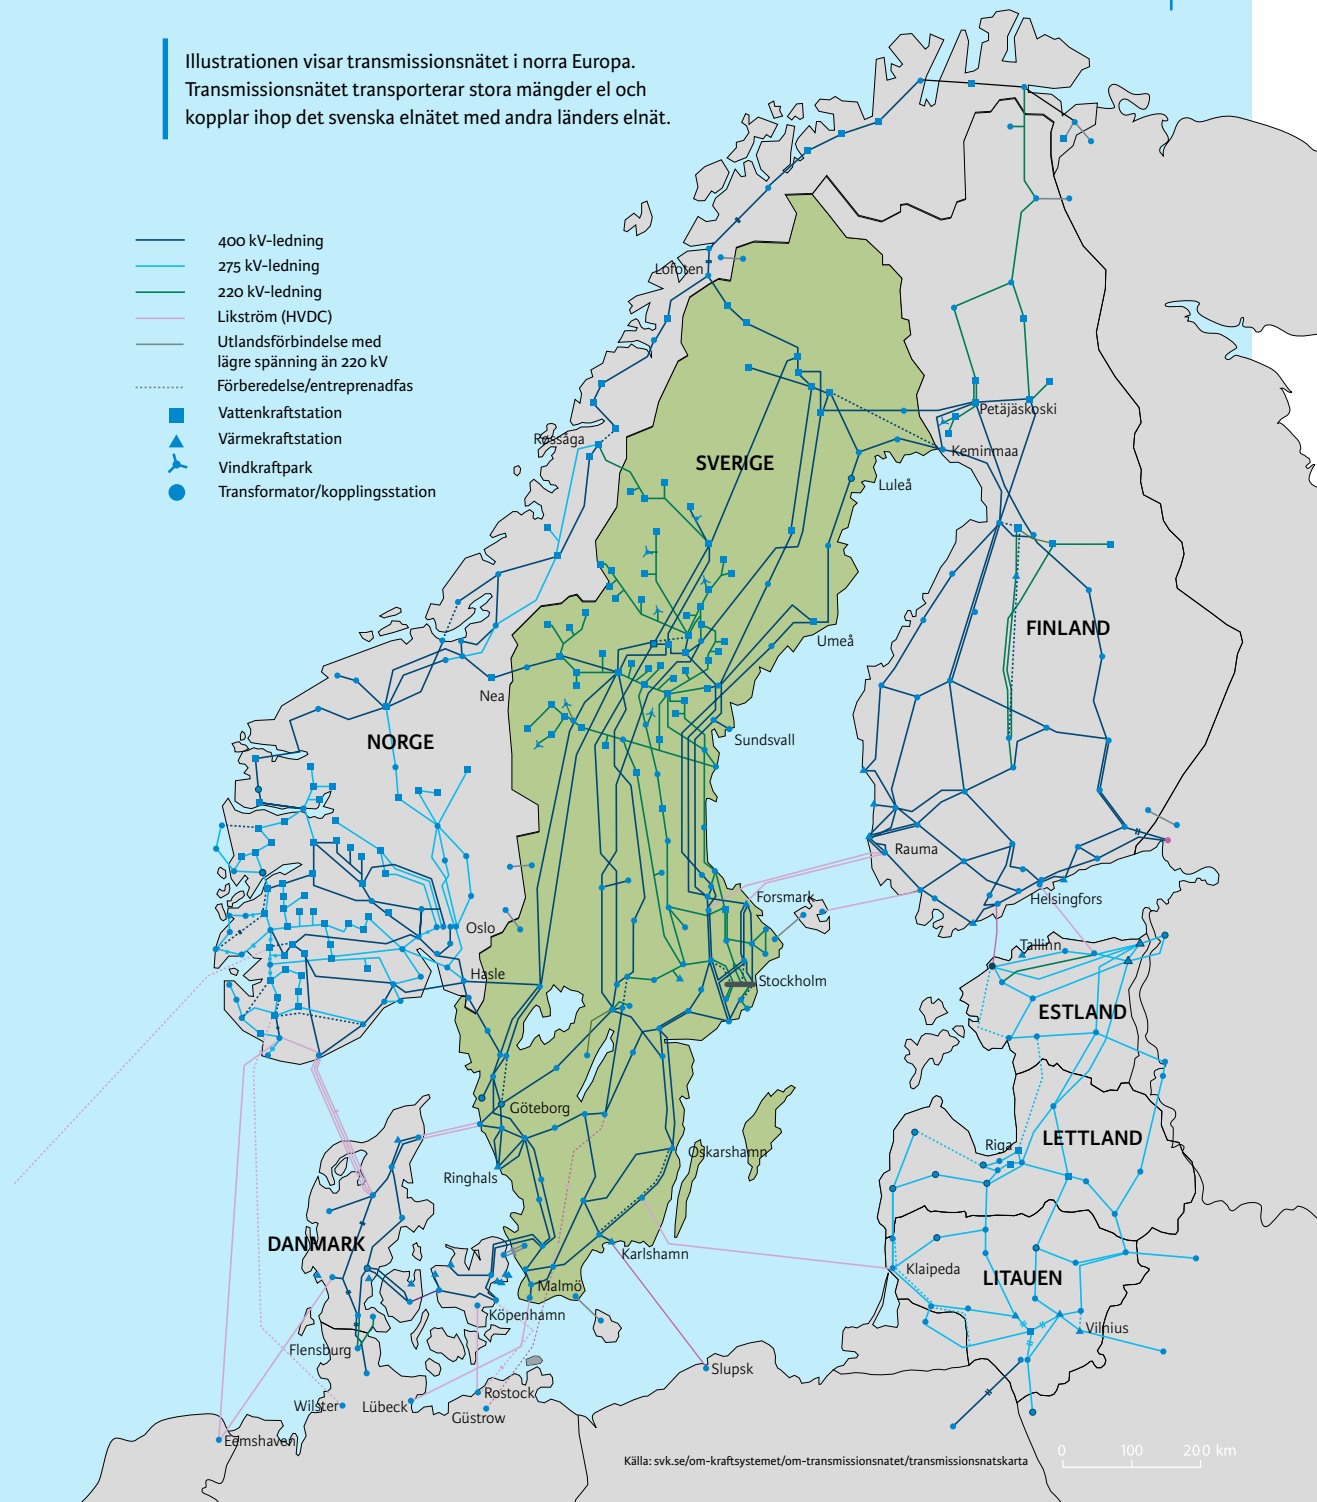 Illustrationen visar transmissionsnätet i norra Europa.
Transmissionsnätet transporterar stora mängder el och
kopplar ihop det svenska elnätet med andra länders elnät.
400 kV-ledning
275 kV-ledning
220 kV-ledning
Likström (HVDC)
Utlandsförbindelse med
lägre spänning än 220 kV
Förberedelse/entreprenadfas
Vattenkraftstation
Värmekraftstation
Vindkraftpark
Transformator/kopplingsstation
Lofoten
Petäjäskoski
Røssåga
Keminmaa
SVERIGE
Luleå
FINLAND
Umeå
Nea
NORGE
Sundsvall
Rauma
Forsmark
Helsingfors
Oslo
Tallinn
Hasle
Stockholm
ESTLAND
Göteborg
LETTLAND
Riga
Oskarshamn
Ringhals
DANMARK
Karlshamn
Klaipeda
LITAUEN
Malmö
Köpenhamn
Vilnius
Flensburg
Slupsk
Rostock
Wilster
Lübeck
Güstrow
Eemshaven
0 100 200 km
Källa: svk.se/om-kraftsystemet/om-transmissionsnatet/transmissionsnatskarta